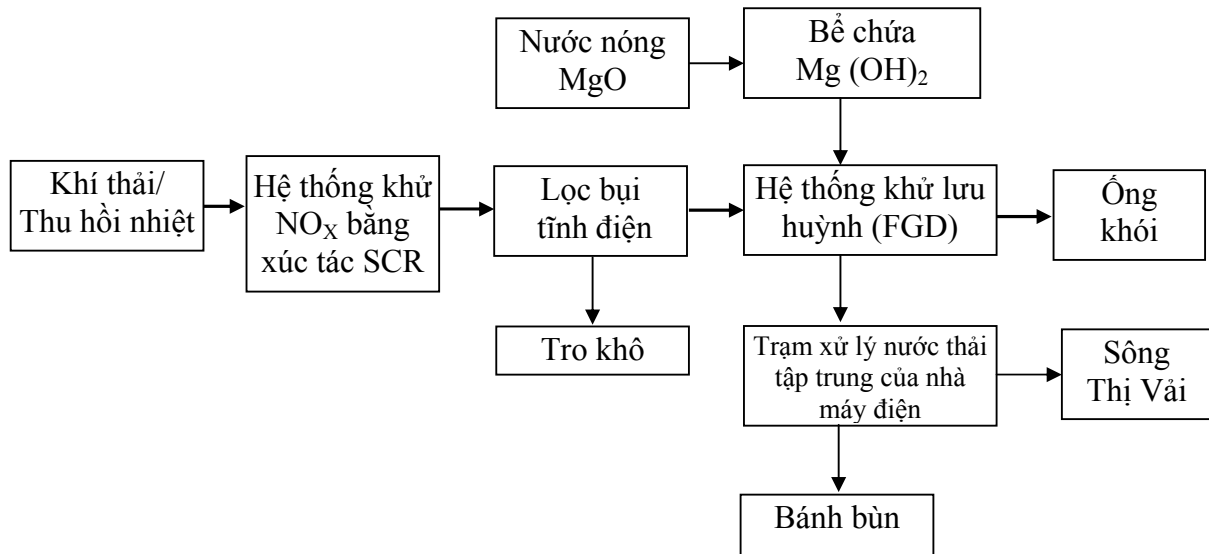 Nước nóng
MgO
Bể chứa
Mg (OH)₂
Khí thải/
Thu hồi nhiệt
Hệ thống khử
NOX bằng
xúc tác SCR
Lọc bụi
tĩnh điện
Hệ thống khử lưu
huỳnh (FGD)
Ống
khói
Tro khô
Trạm xử lý nước thải
tập trung của nhà
máy điện
Sông
Thị Vải
Bánh bùn